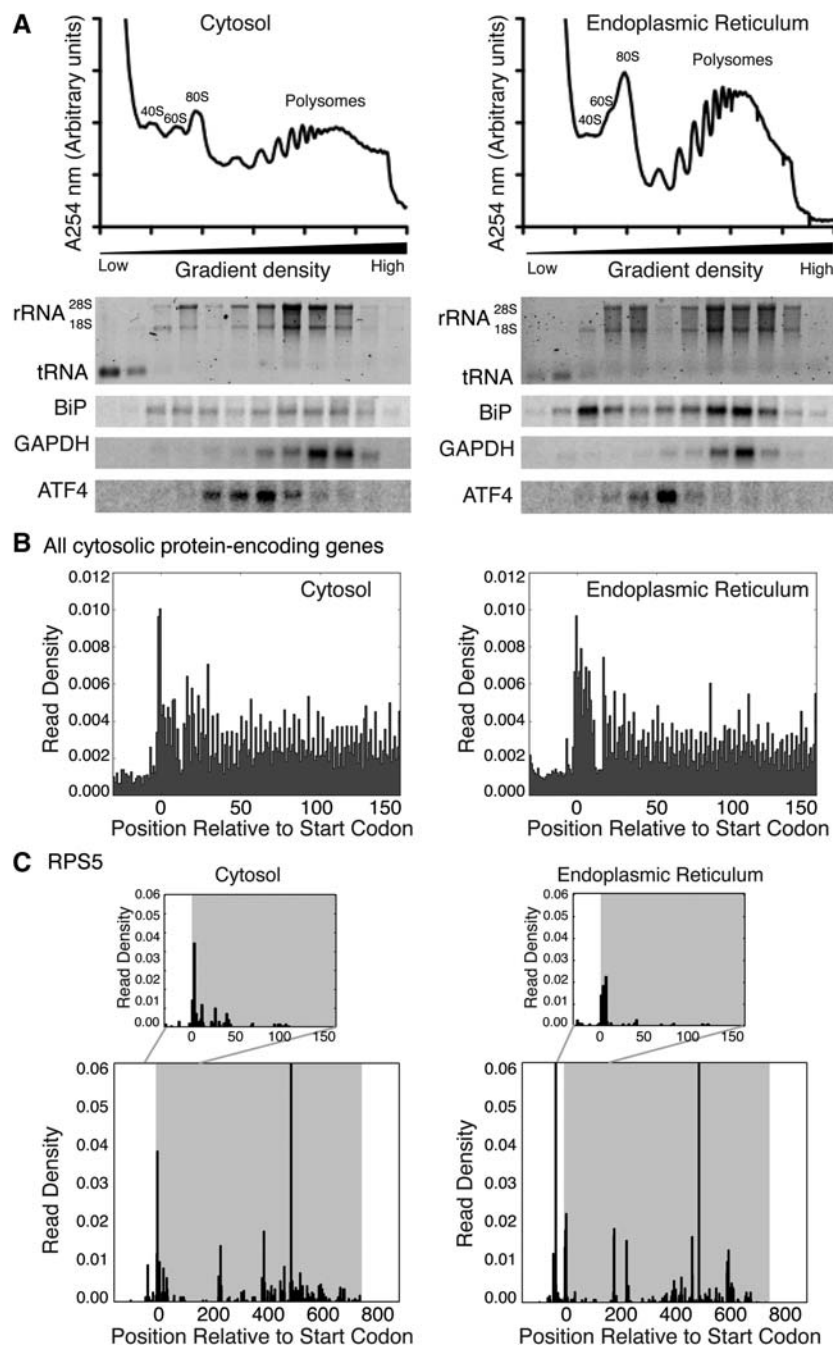 A
Cytosol
A254 nm (Arbitrary units)
40S
60S
80S
Polysomes
Low
Gradient density
High
Endoplasmic Reticulum
A254 nm (Arbitrary units)
40S
60S
80S
Polysomes
Low
Gradient density
High
rRNA
28S
18S
tRNA
BiP
GAPDH
ATF4
rRNA
28S
18S
tRNA
BiP
GAPDH
ATF4
B All cytosolic protein-encoding genes
Cytosol
Read Density
0.012
0.010
0.008
0.006
0.004
0.002
0.000
0 50 100 150
Position Relative to Start Codon
Endoplasmic Reticulum
Read Density
0.012
0.010
0.008
0.006
0.004
0.002
0.000
0 50 100 150
Position Relative to Start Codon
C RPS5
Cytosol
Read Density
0.06
0.05
0.04
0.03
0.02
0.01
0.00
0 50 100 150
Read Density
0.06
0.05
0.04
0.03
0.02
0.01
0.00
0 200 400 600 800
Position Relative to Start Codon
Endoplasmic Reticulum
Read Density
0.06
0.05
0.04
0.03
0.02
0.01
0.00
0 50 100 150
Read Density
0.06
0.05
0.04
0.03
0.02
0.01
0.00
0 200 400 600 800
Position Relative to Start Codon